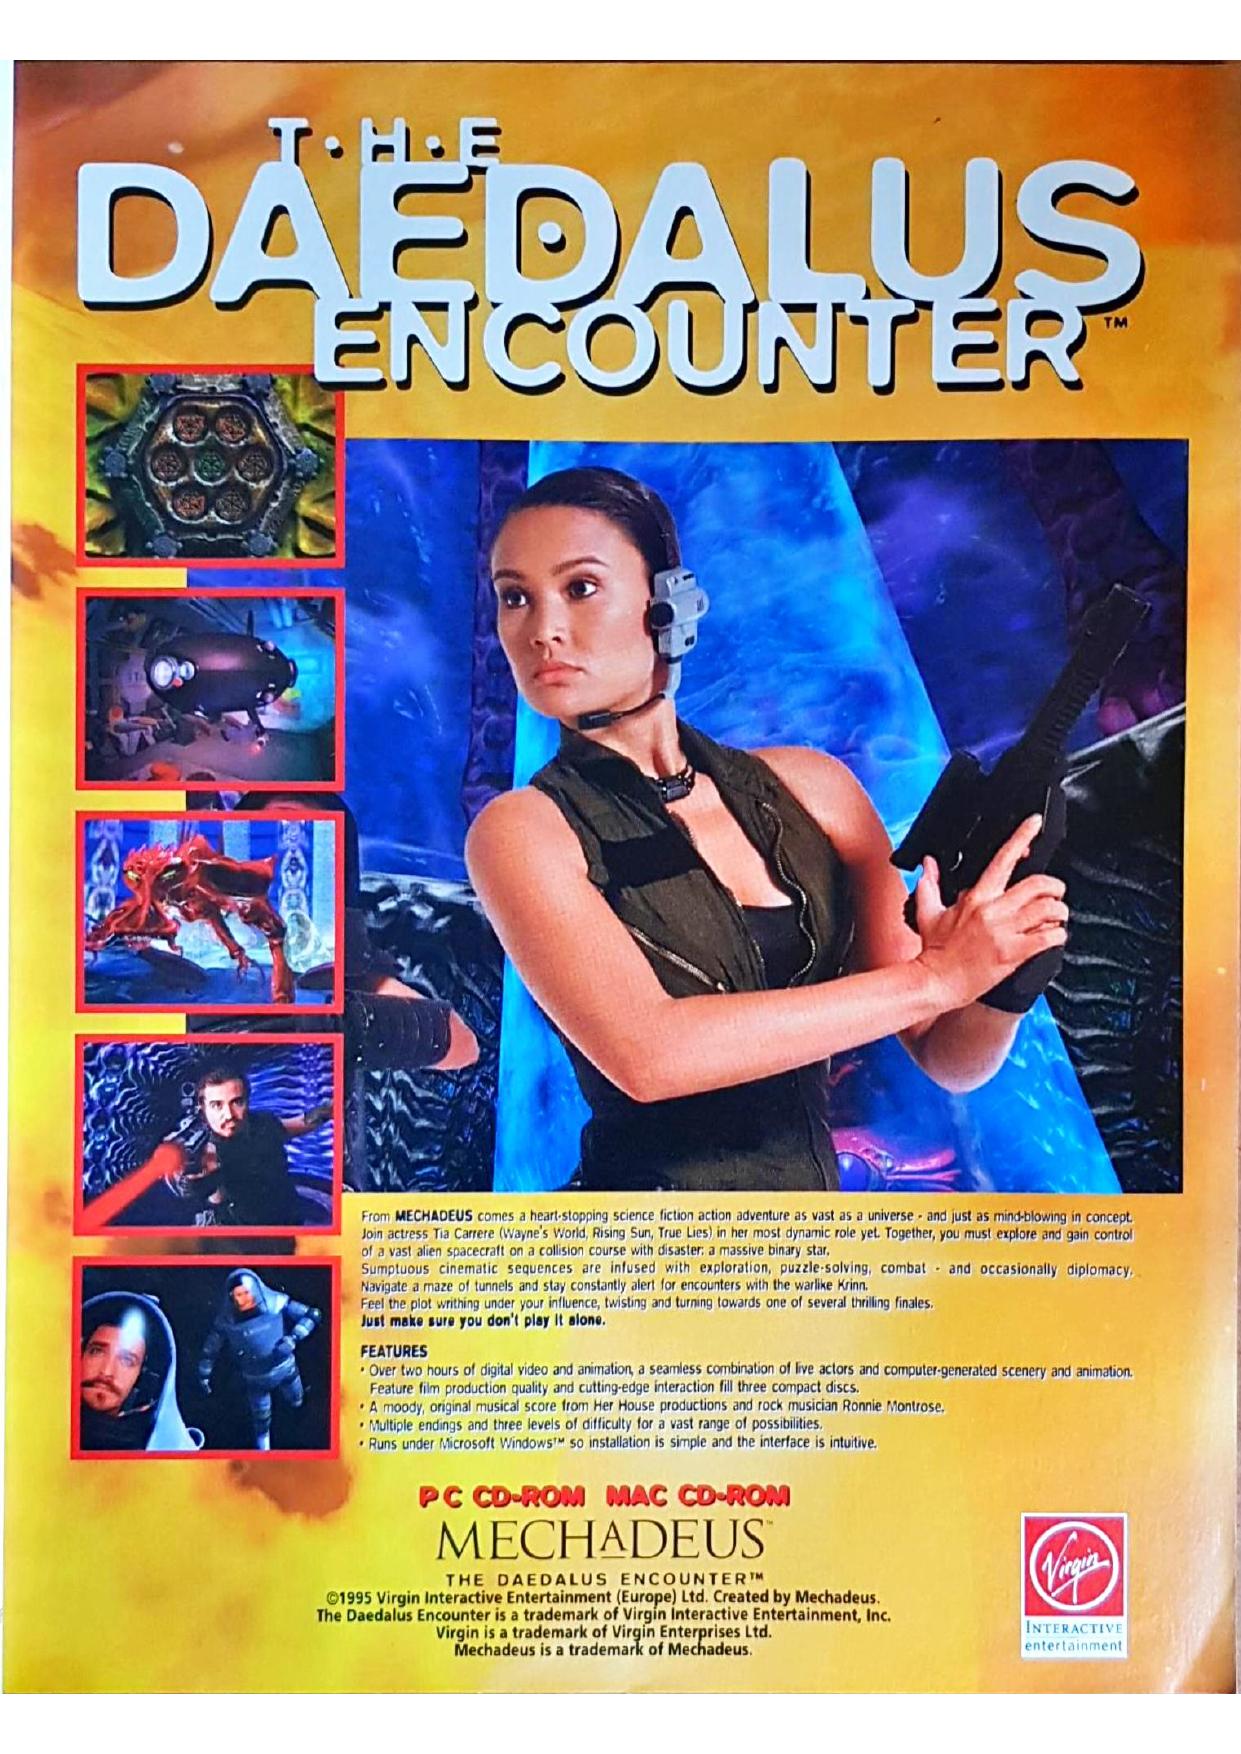 T·H·E
DAEDALUS
ENCOUNTER™
From MECHADEUS comes a heart-stopping science fiction action adventure as vast as a universe - and just as mind-blowing in concept.
Join actress Tia Carrere (Wayne's World, Rising Sun, True Lies) in her most dynamic role yet. Together, you must explore and gain control
of a vast alien spacecraft on a collision course with disaster: a massive binary star.
Sumptuous cinematic sequences are infused with exploration, puzzle-solving, combat - and occasionally diplomacy.
Navigate a maze of tunnels and stay constantly alert for encounters with the warlike Krinn.
Feel the plot writhing under your influence, twisting and turning towards one of several thrilling finales.
Just make sure you don't play it alone.
FEATURES
• Over two hours of digital video and animation, a seamless combination of live actors and computer-generated scenery and animation.
Feature film production quality and cutting-edge interaction fill three compact discs.
• A moody, original musical score from Her House productions and rock musician Ronnie Montrose.
• Multiple endings and three levels of difficulty for a vast range of possibilities.
• Runs under Microsoft Windows™ so installation is simple and the interface is intuitive.
PC CD-ROM MAC CD-ROM
MECHADEUS™
THE DAEDALUS ENCOUNTER™
©1995 Virgin Interactive Entertainment (Europe) Ltd. Created by Mechadeus.
The Daedalus Encounter is a trademark of Virgin Interactive Entertainment, Inc.
Virgin is a trademark of Virgin Enterprises Ltd.
Mechadeus is a trademark of Mechadeus.
Virgin
INTERACTIVE
entertainment